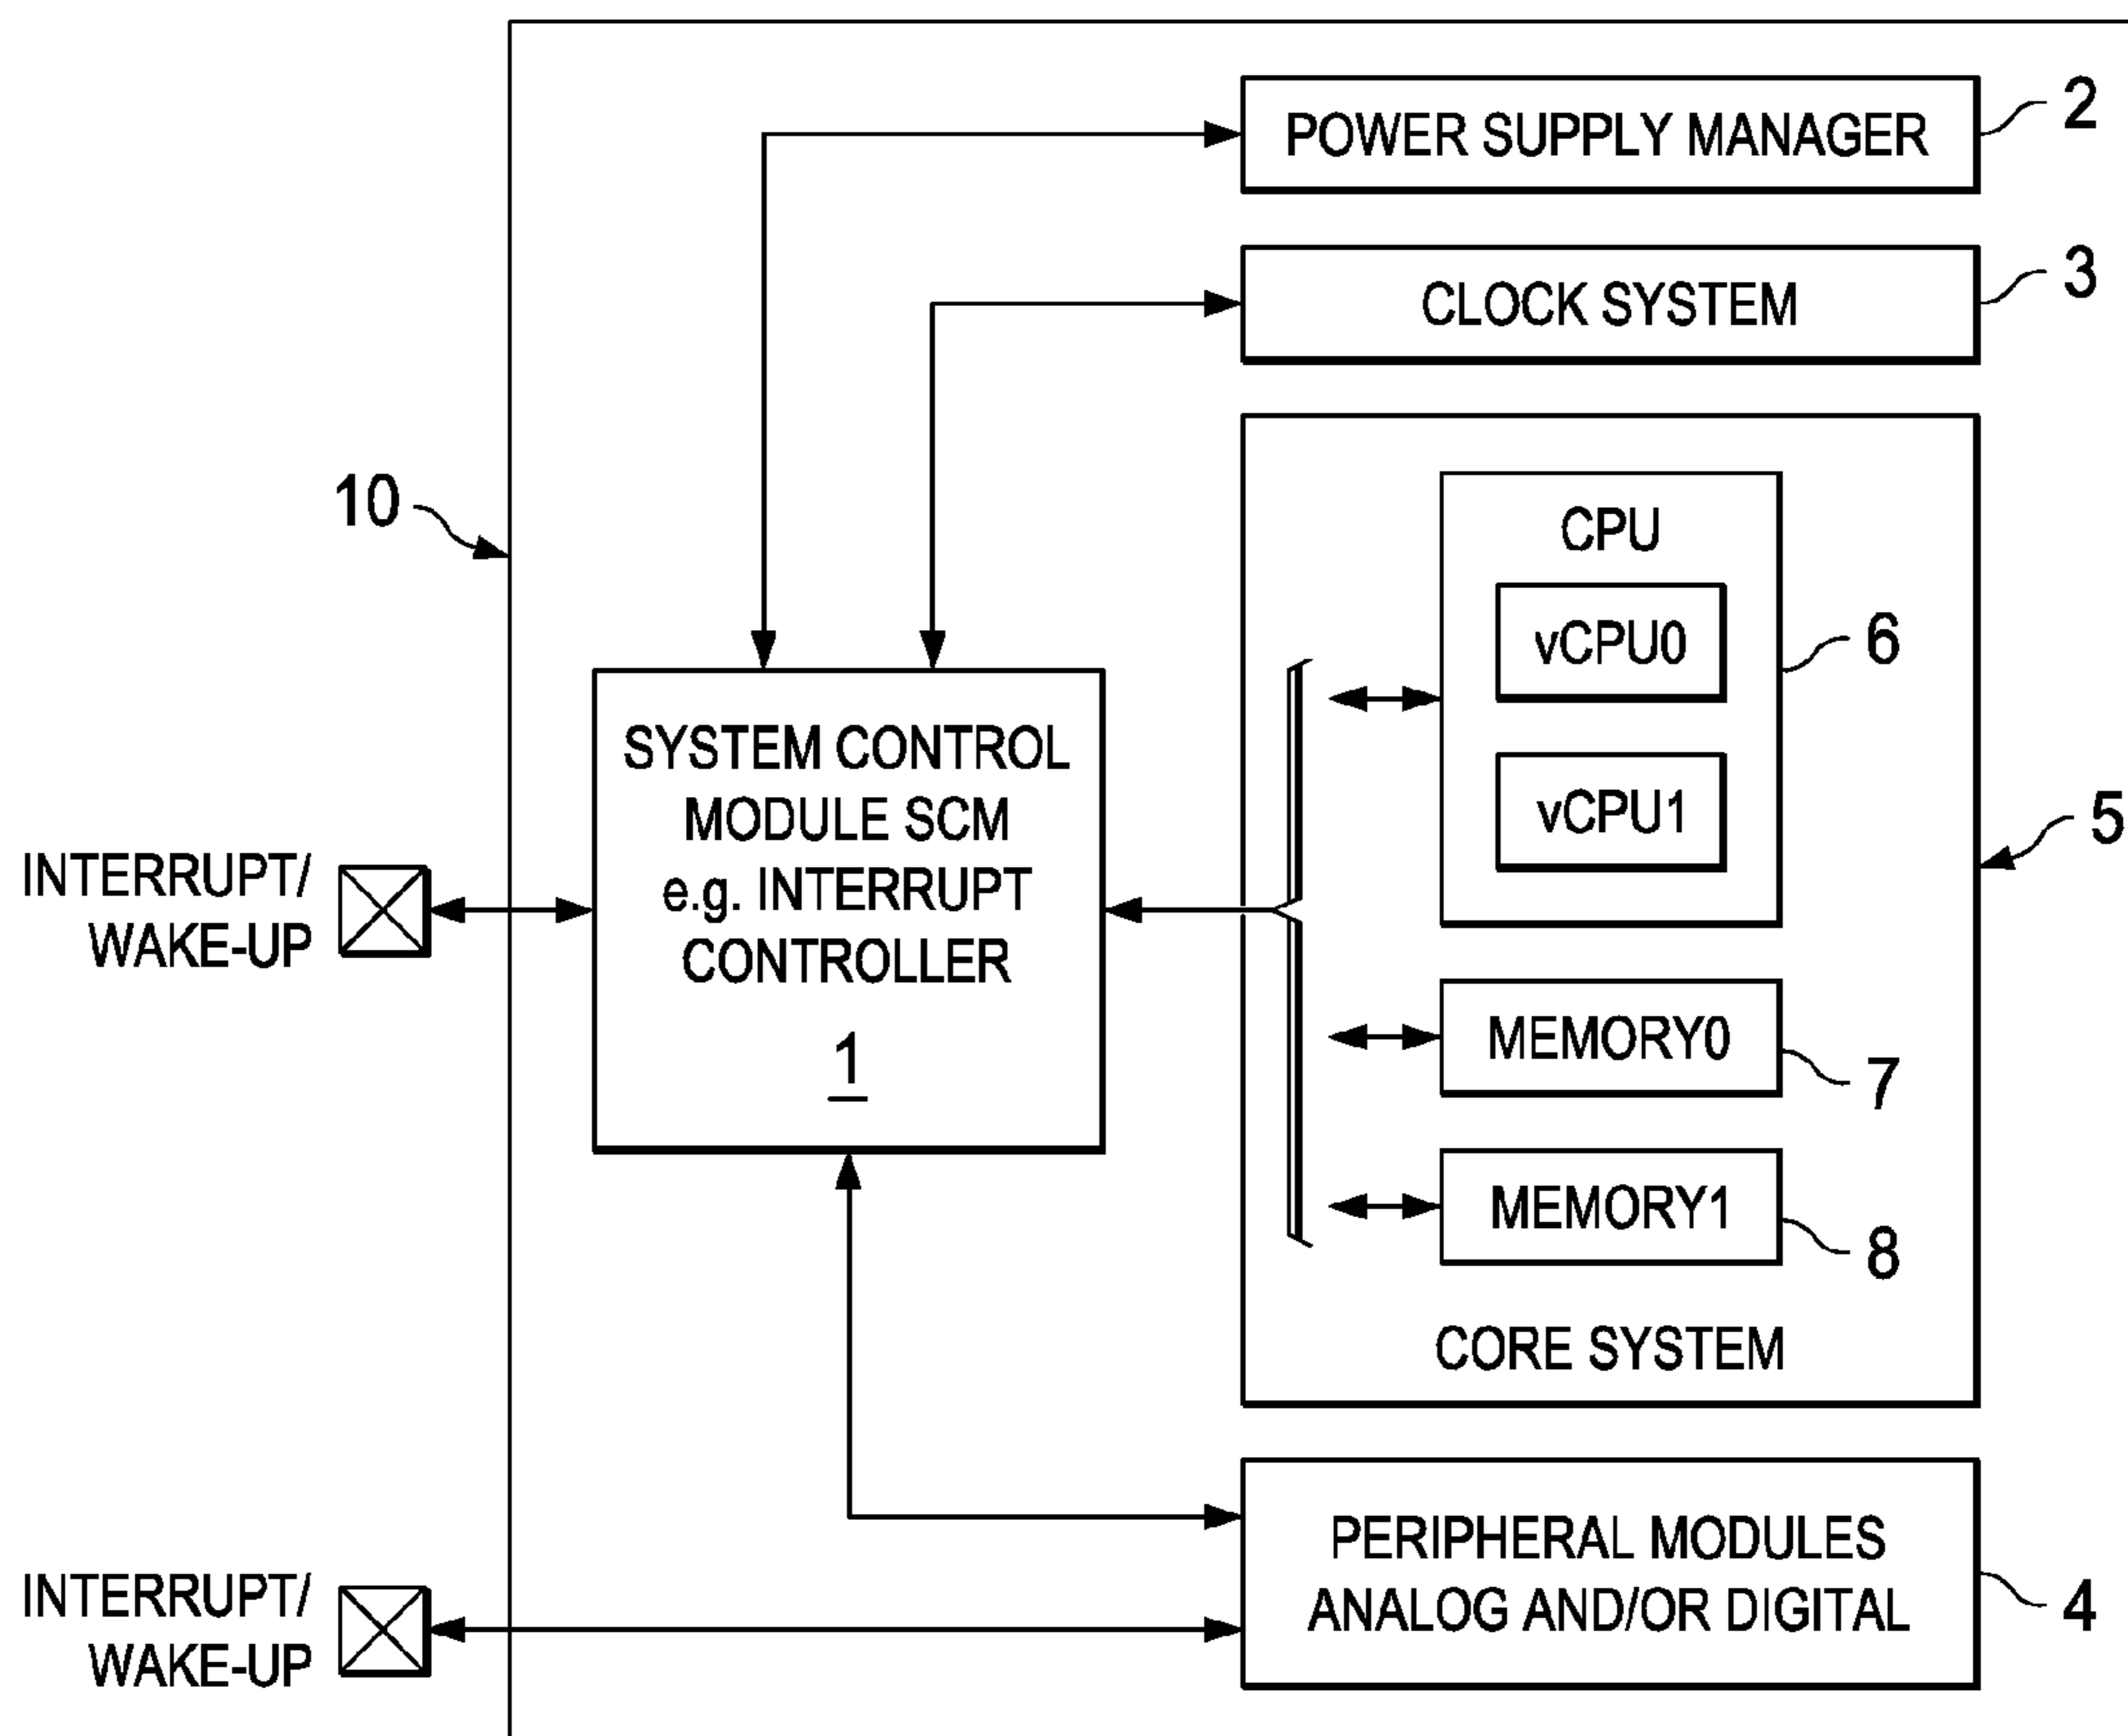 POWER SUPPLY MANAGER
2
CLOCK SYSTEM
3
10
CPU
vCPU0
vCPU1
6
5
SYSTEM CONTROL
MODULE SCM
e.g. INTERRUPT
CONTROLLER
1
INTERRUPT/
WAKE-UP
MEMORY0
7
MEMORY1
8
CORE SYSTEM
PERIPHERAL MODULES
ANALOG AND/OR DIGITAL
4
INTERRUPT/
WAKE-UP